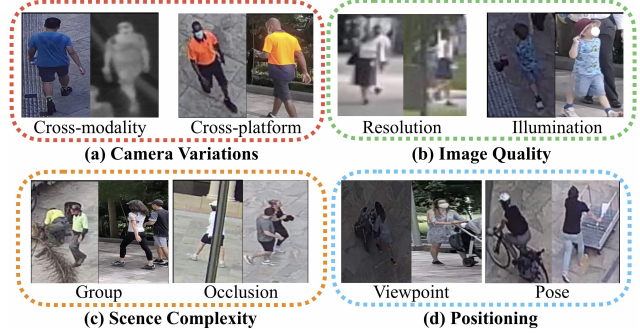 Cross-modality Cross-platform
(a) Camera Variations
Resolution Illumination
(b) Image Quality
Group Occlusion
(c) Scence Complexity
Viewpoint Pose
(d) Positioning